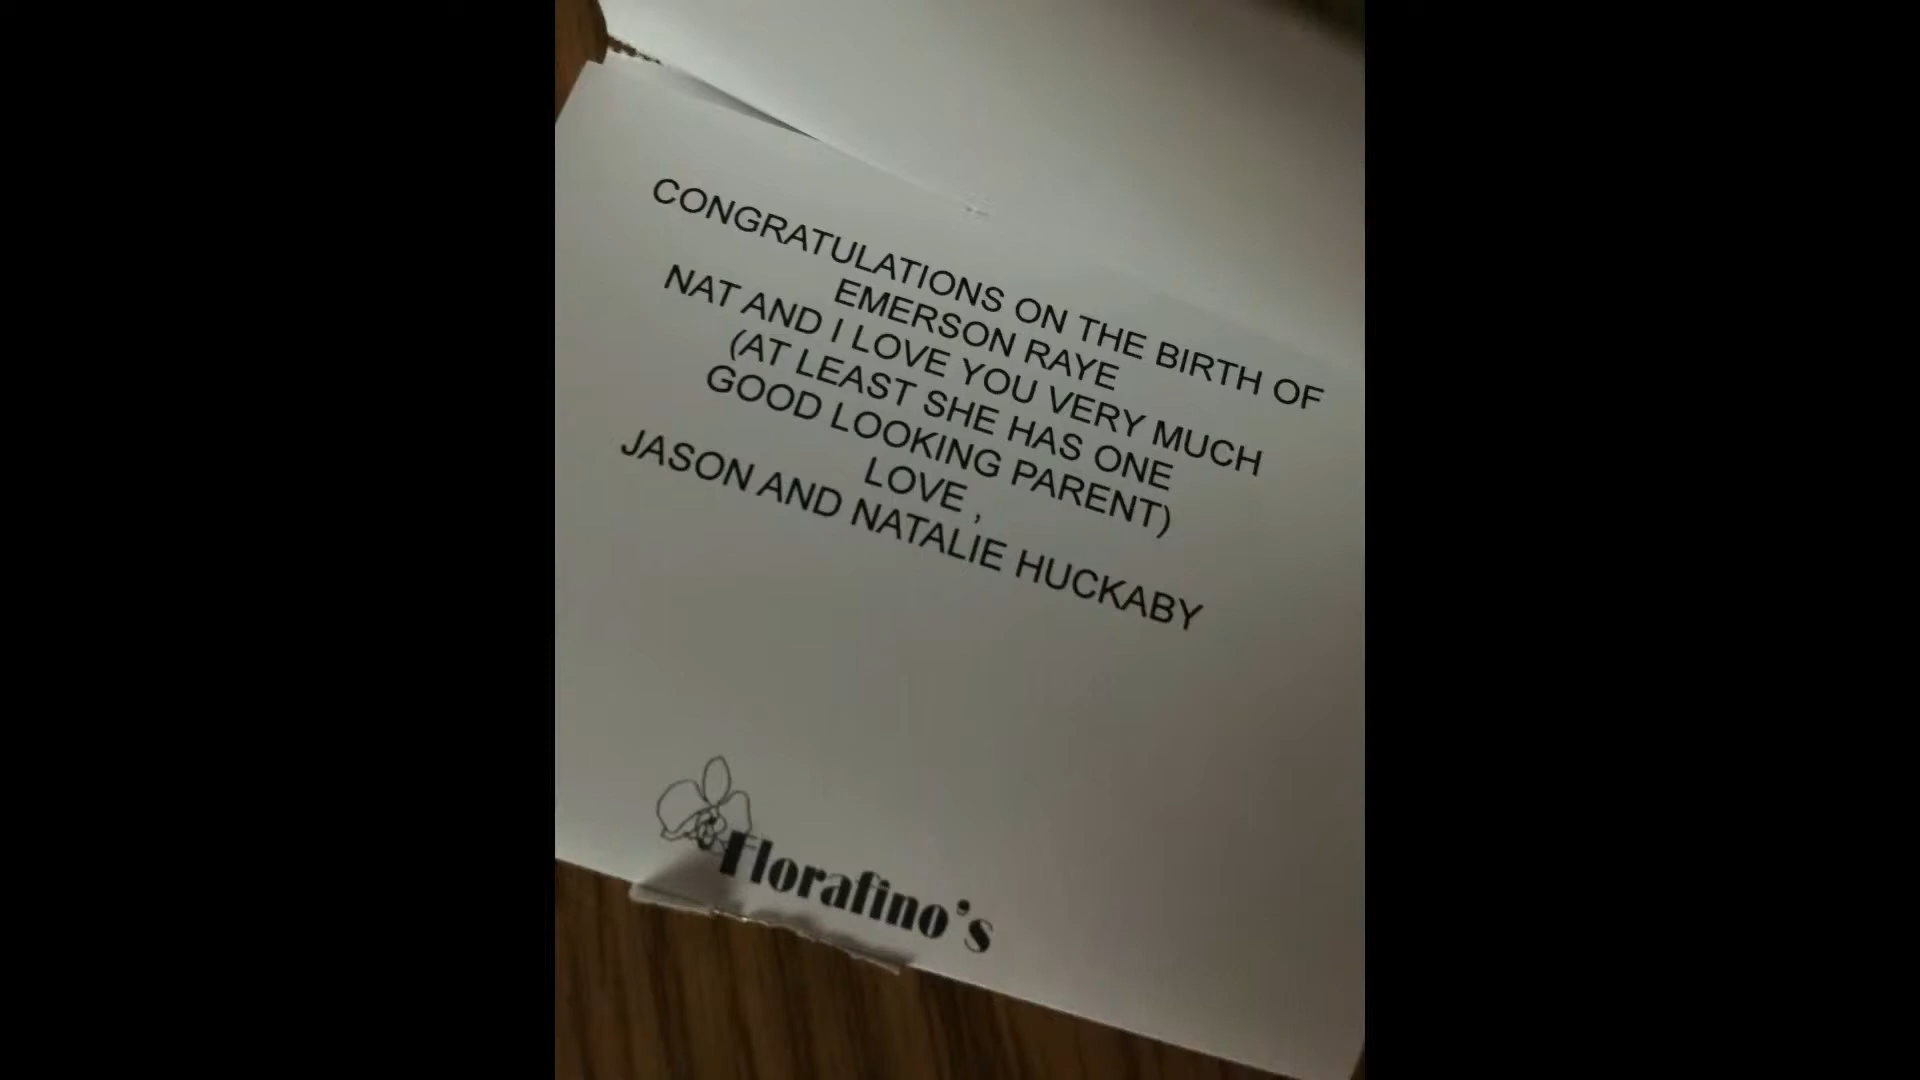 CONGRATULATIONS ON THE BIRTH OF
EMERSON RAYE
NAT AND I LOVE YOU VERY MUCH
(AT LEAST SHE HAS ONE
GOOD LOOKING PARENT)
LOVE ,
JASON AND NATALIE HUCKABY
Florafino's